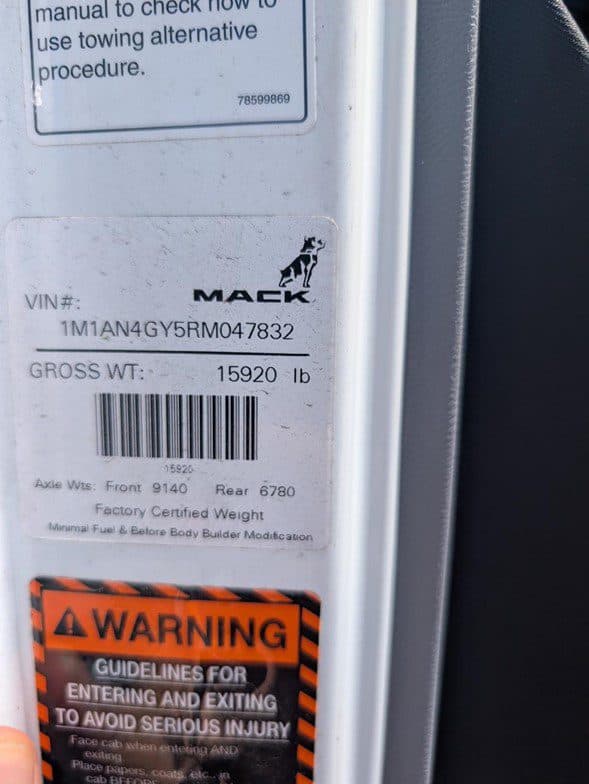 manual to check how to
use towing alternative
procedure.
78599869
MACK
VIN#:
1M1AN4GY5RM047832
GROSS WT: 15920 lb
15920
Axle Wts: Front 9140 Rear 6780
Factory Certified Weight
Minimal Fuel & Before Body Builder Modification
WARNING
GUIDELINES FOR
ENTERING AND EXITING
TO AVOID SERIOUS INJURY
Face cab when entering AND
exiting.
Place papers, coats, etc., in
cab BEFORE